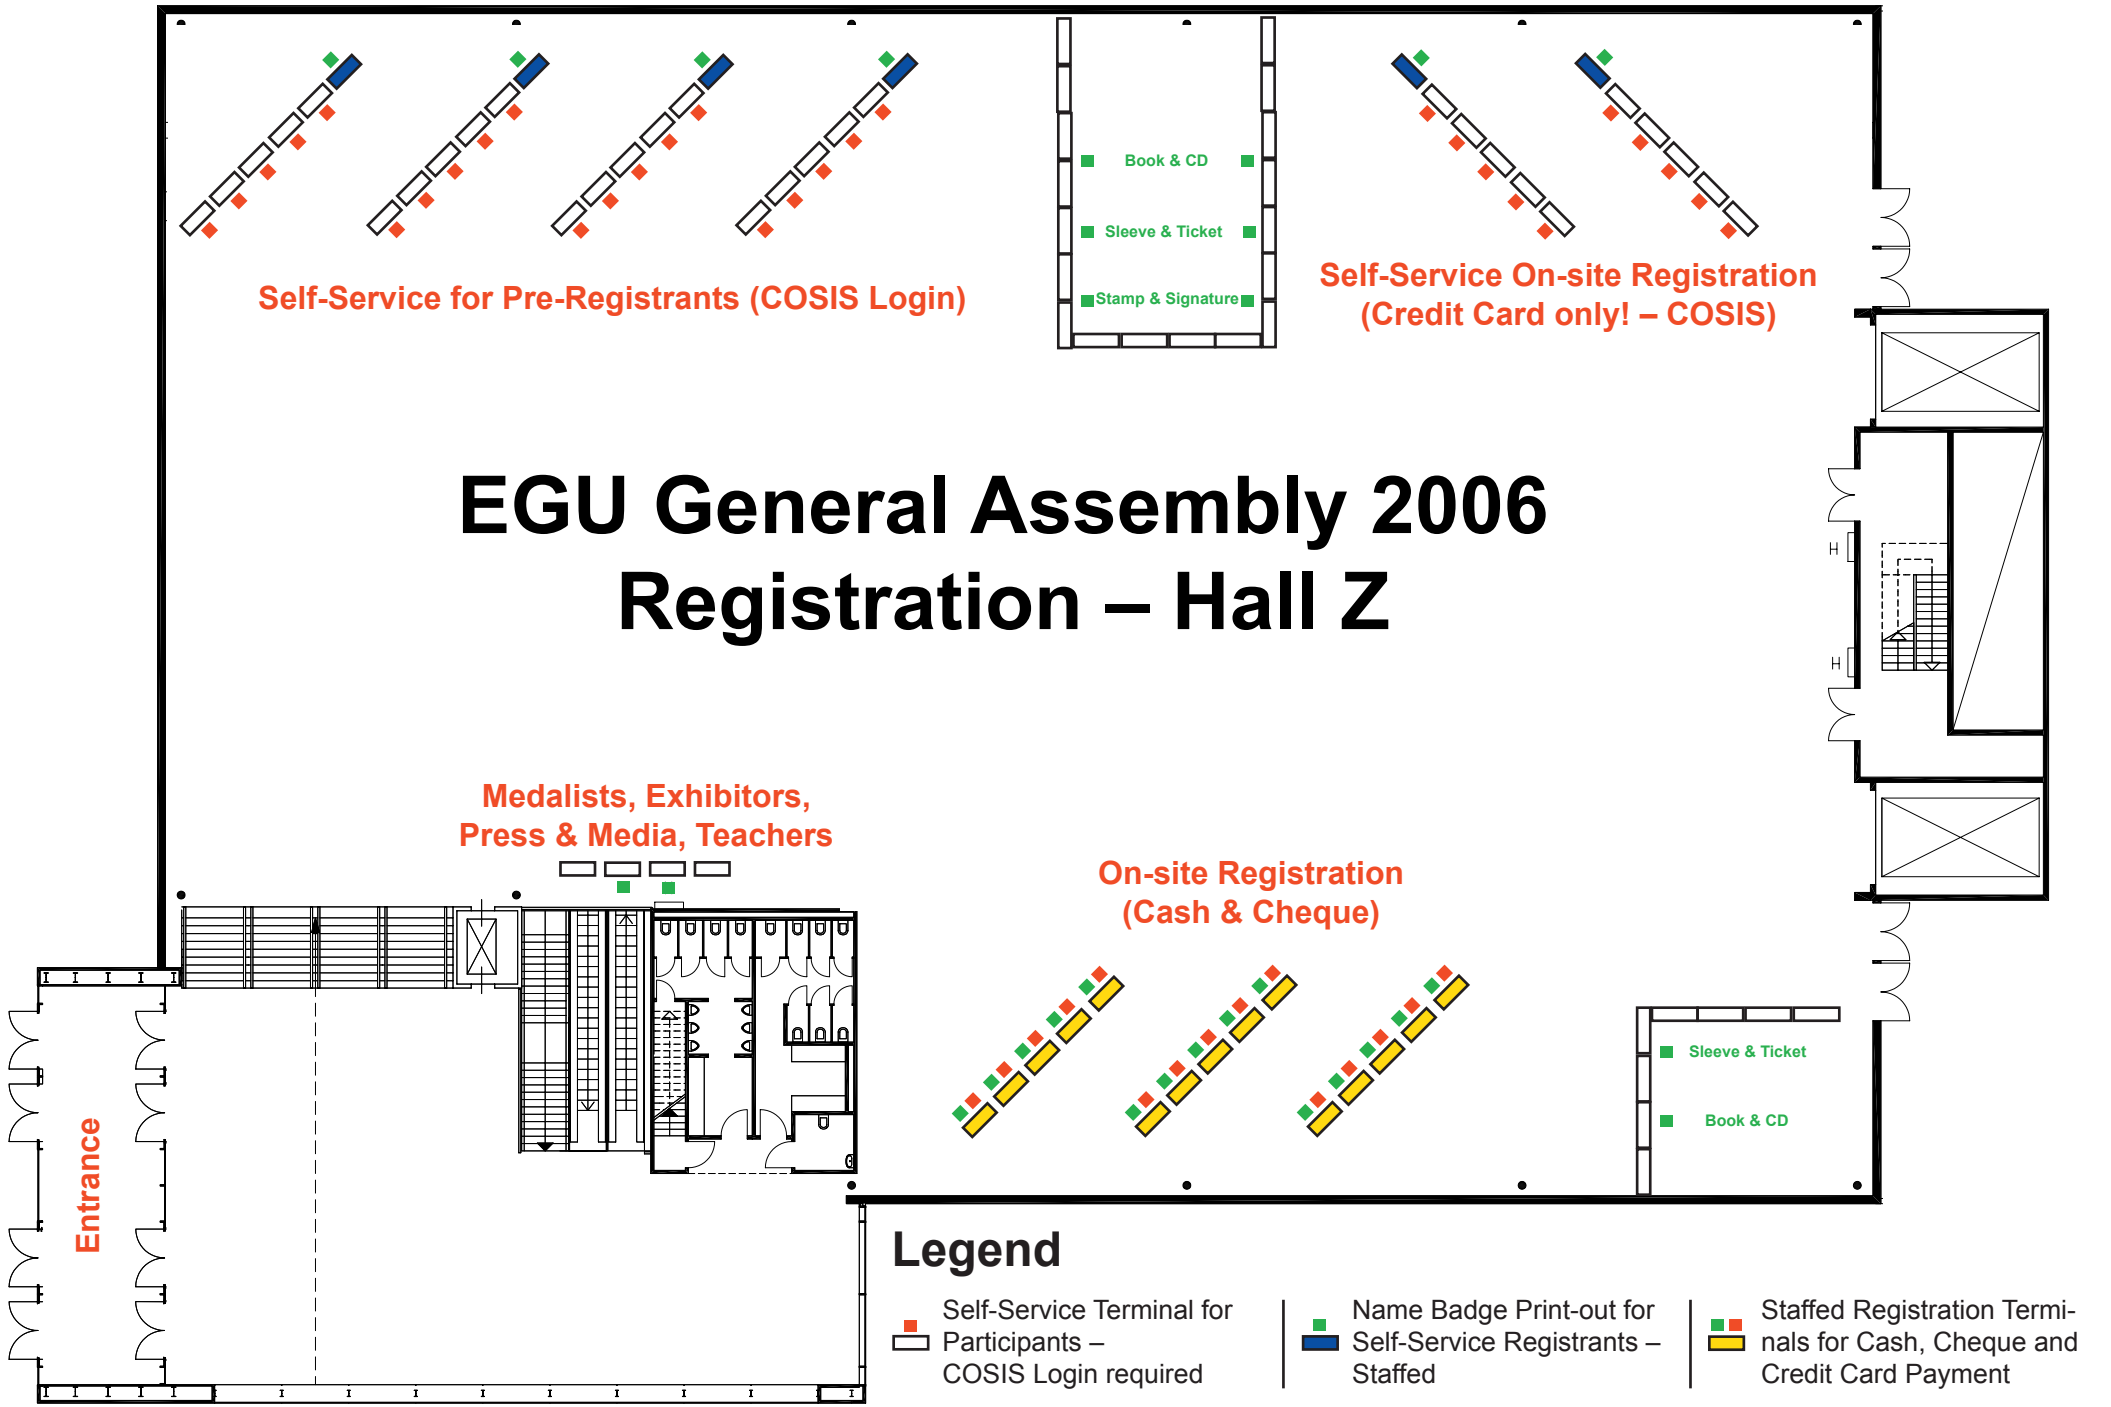 Book & CD
Sleeve & Ticket
Stamp & Signature
Self-Service for Pre-Registrants (COSIS Login)
Self-Service On-site Registration
(Credit Card only! – COSIS)
EGU General Assembly 2006
Registration – Hall Z
H
H
Medalists, Exhibitors,
Press & Media, Teachers
On-site Registration
(Cash & Cheque)
Sleeve & Ticket
Book & CD
Entrance
Legend
Self-Service Terminal for
Participants –
COSIS Login required
Name Badge Print-out for
Self-Service Registrants –
Staffed
Staffed Registration Termi-
nals for Cash, Cheque and
Credit Card Payment